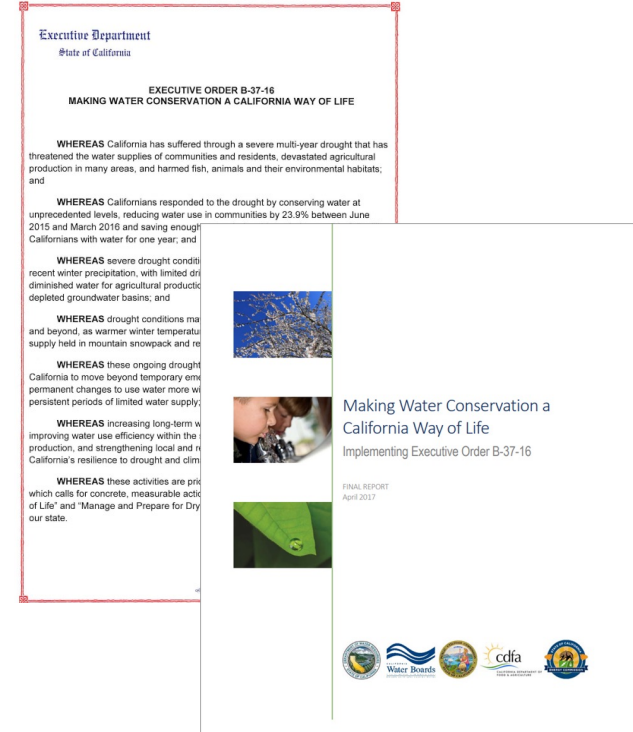 Executive Department
State of California
EXECUTIVE ORDER B-37-16
MAKING WATER CONSERVATION A CALIFORNIA WAY OF LIFE
WHEREAS California has suffered through a severe multi-year drought that has
threatened the water supplies of communities and residents, devastated agricultural
production in many areas, and harmed fish, animals and their environmental habitats;
and
WHEREAS Californians responded to the drought by conserving water at
unprecedented levels, reducing water use in communities by 23.9% between June
2015 and March 2016 and saving enough
Californians with water for one year; and
WHEREAS severe drought conditi
recent winter precipitation, with limited dri
diminished water for agricultural productio
depleted groundwater basins; and
WHEREAS drought conditions ma
and beyond, as warmer winter temperatu
supply held in mountain snowpack and re
WHEREAS these ongoing drought
California to move beyond temporary eme
permanent changes to use water more wi
persistent periods of limited water supply;
WHEREAS increasing long-term w
improving water use efficiency within the
production, and strengthening local and r
California's resilience to drought and clim
WHEREAS these activities are pric
which calls for concrete, measurable actic
of Life" and "Manage and Prepare for Dry
our state.
Making Water Conservation a
California Way of Life
Implementing Executive Order B-37-16
FINAL REPORT
April 2017
Water Boards
cdfa
CALIFORNIA DEPARTMENT OF
FOOD & AGRICULTURE